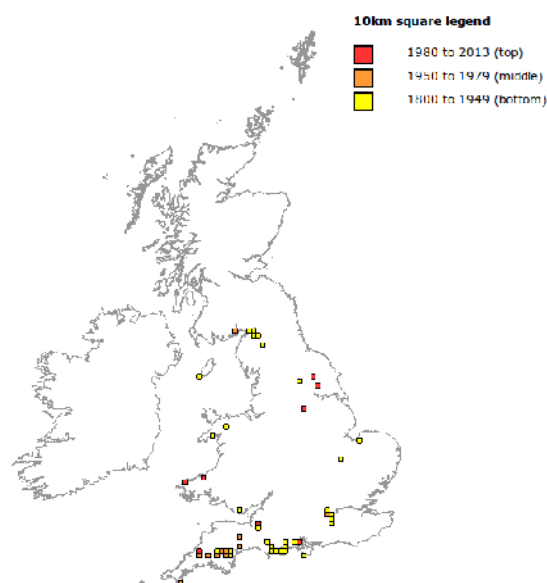 10km square legend
1980 to 2013 (top)
1950 to 1979 (middle)
1800 to 1949 (bottom)